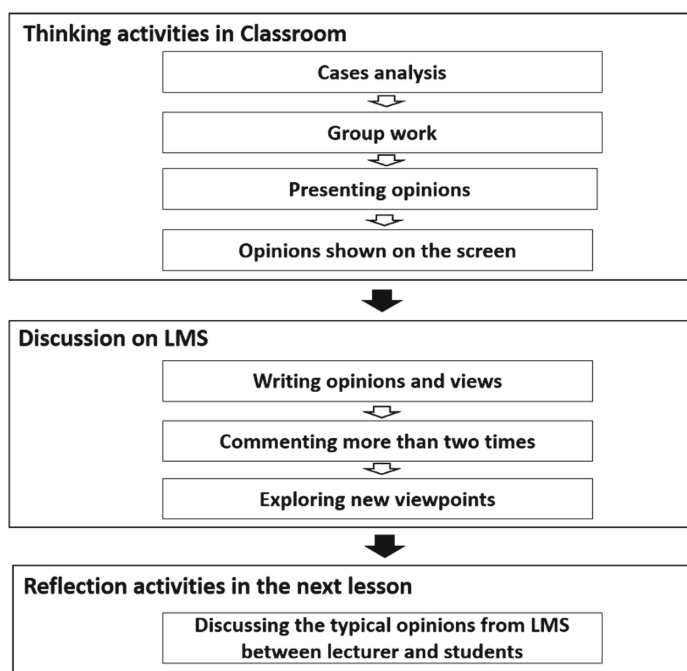 Thinking activities in Classroom
Cases analysis
Group work
Presenting opinions
Opinions shown on the screen
Discussion on LMS
Writing opinions and views
Commenting more than two times
Exploring new viewpoints
Reflection activities in the next lesson
Discussing the typical opinions from LMS
between lecturer and students